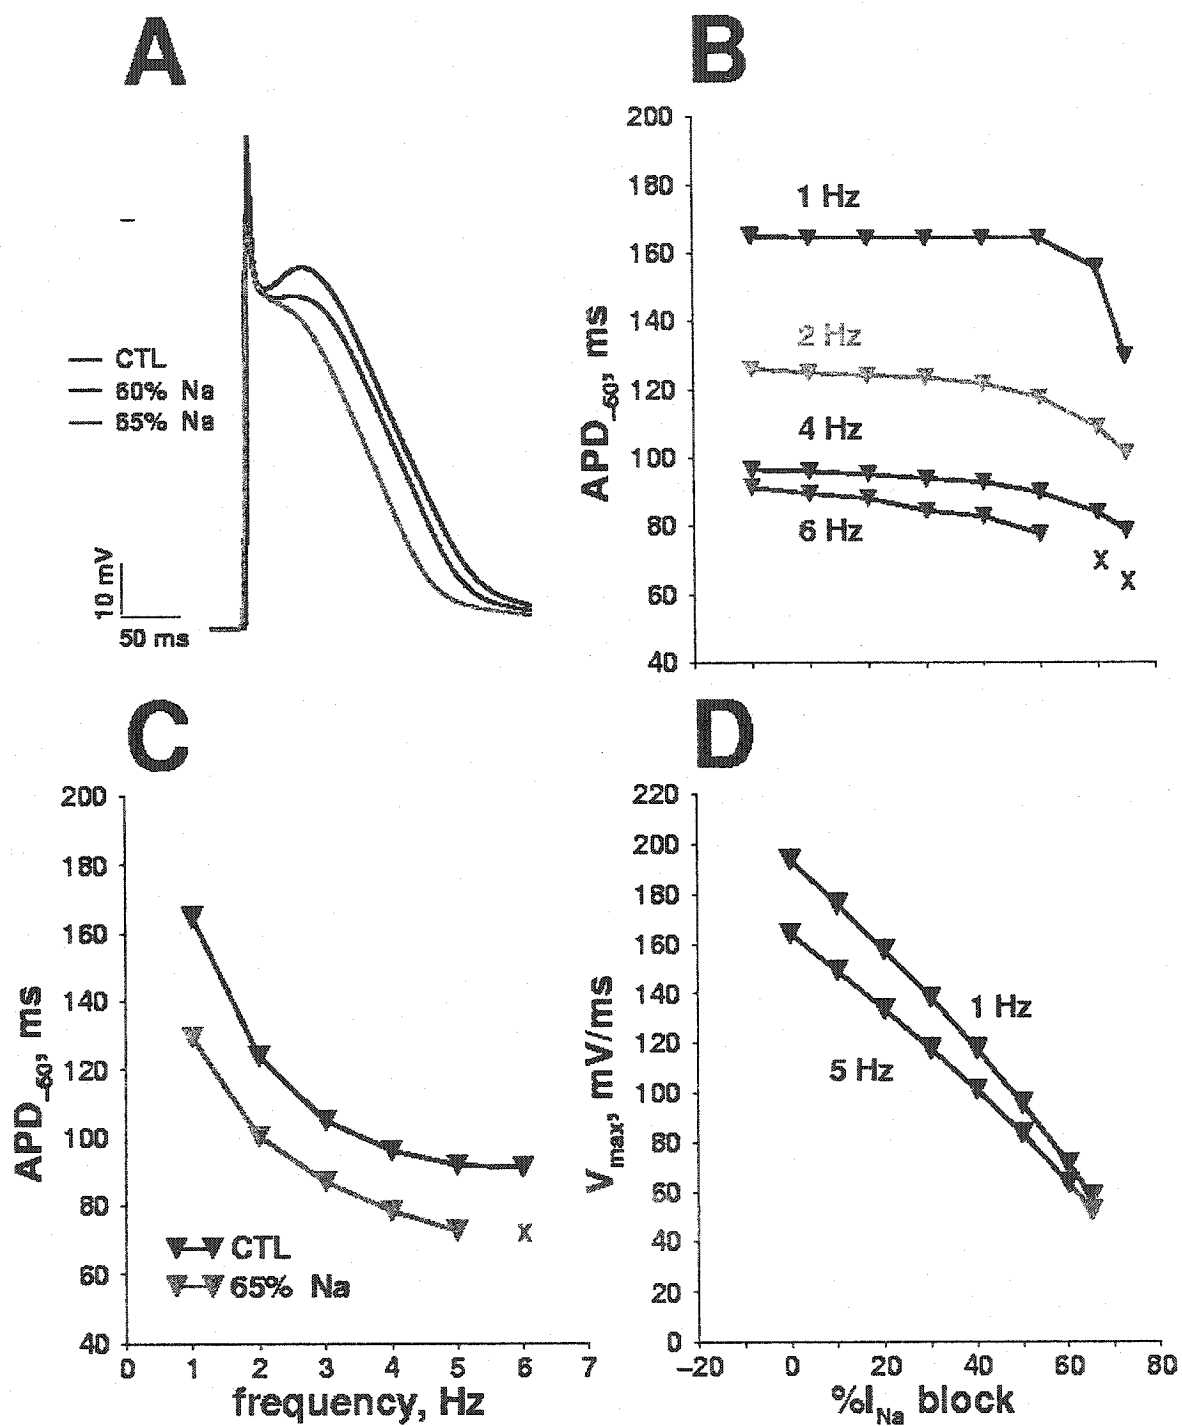 A
CTL
60% Na
65% Na
10 mV
50 ms
B
200
180
160
140
120
100
80
60
40
APD_60, ms
1 Hz
2 Hz
4 Hz
6 Hz
x
x
C
200
180
160
140
120
100
80
60
40
APD_60, ms
CTL
65% Na
x
0 1 2 3 4 5 6 7
frequency, Hz
D
220
200
180
160
140
120
100
80
60
40
20
0
Vmax, mV/ms
1 Hz
5 Hz
–20 0 20 40 60 80
%INa block